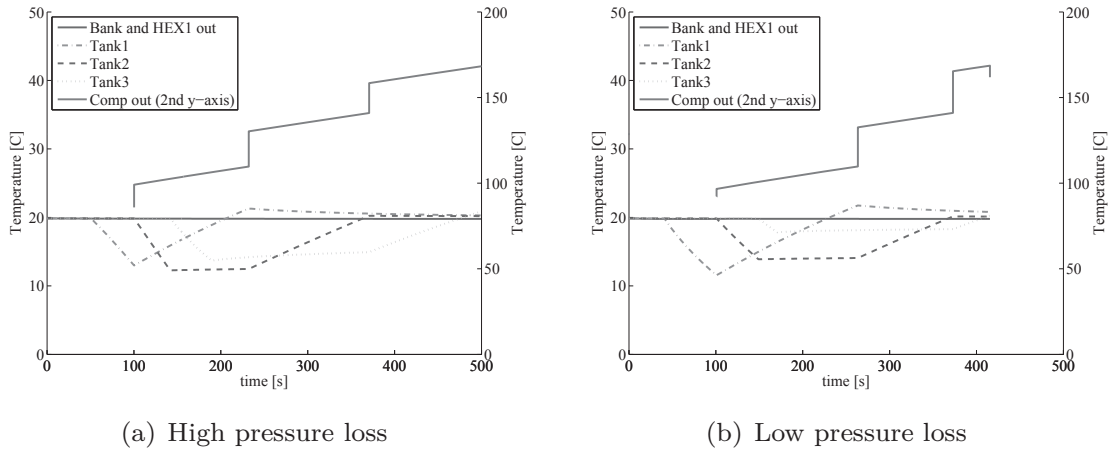 Bank and HEX1 out
Tank1
Tank2
Tank3
Comp out (2nd y−axis)
50
40
30
20
10
0
Temperature [C]
200
150
100
50
0
Temperature [C]
0 100 200 300 400 500
time [s]
(a) High pressure loss
Bank and HEX1 out
Tank1
Tank2
Tank3
Comp out (2nd y−axis)
50
40
30
20
10
0
Temperature [C]
200
150
100
50
0
Temperature [C]
0 100 200 300 400 500
time [s]
(b) Low pressure loss